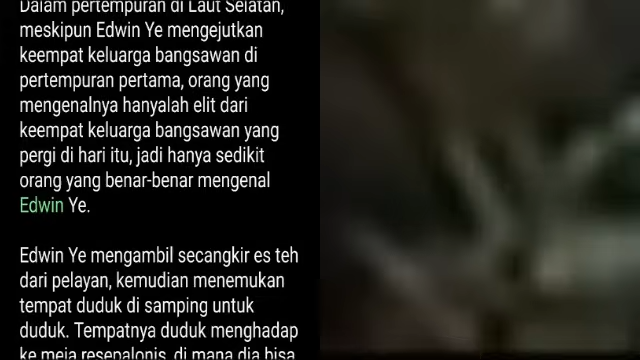 Dalam pertempuran di Laut Selatan,
meskipun Edwin Ye mengejutkan
keempat keluarga bangsawan di
pertempuran pertama, orang yang
mengenalnya hanyalah elit dari
keempat keluarga bangsawan yang
pergi di hari itu, jadi hanya sedikit
orang yang benar-benar mengenal
Edwin Ye.
Edwin Ye mengambil secangkir es teh
dari pelayan, kemudian menemukan
tempat duduk di samping untuk
duduk. Tempatnya duduk menghadap
ke meja resepalonis, di mana dia bisa